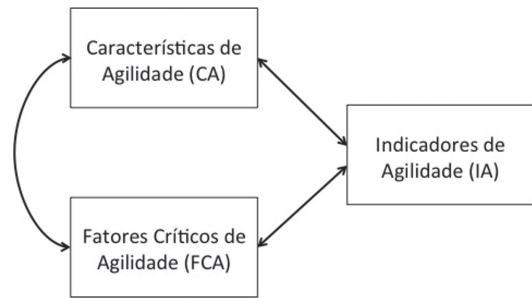 Características de
Agilidade (CA)
Indicadores de
Agilidade (IA)
Fatores Críticos de
Agilidade (FCA)